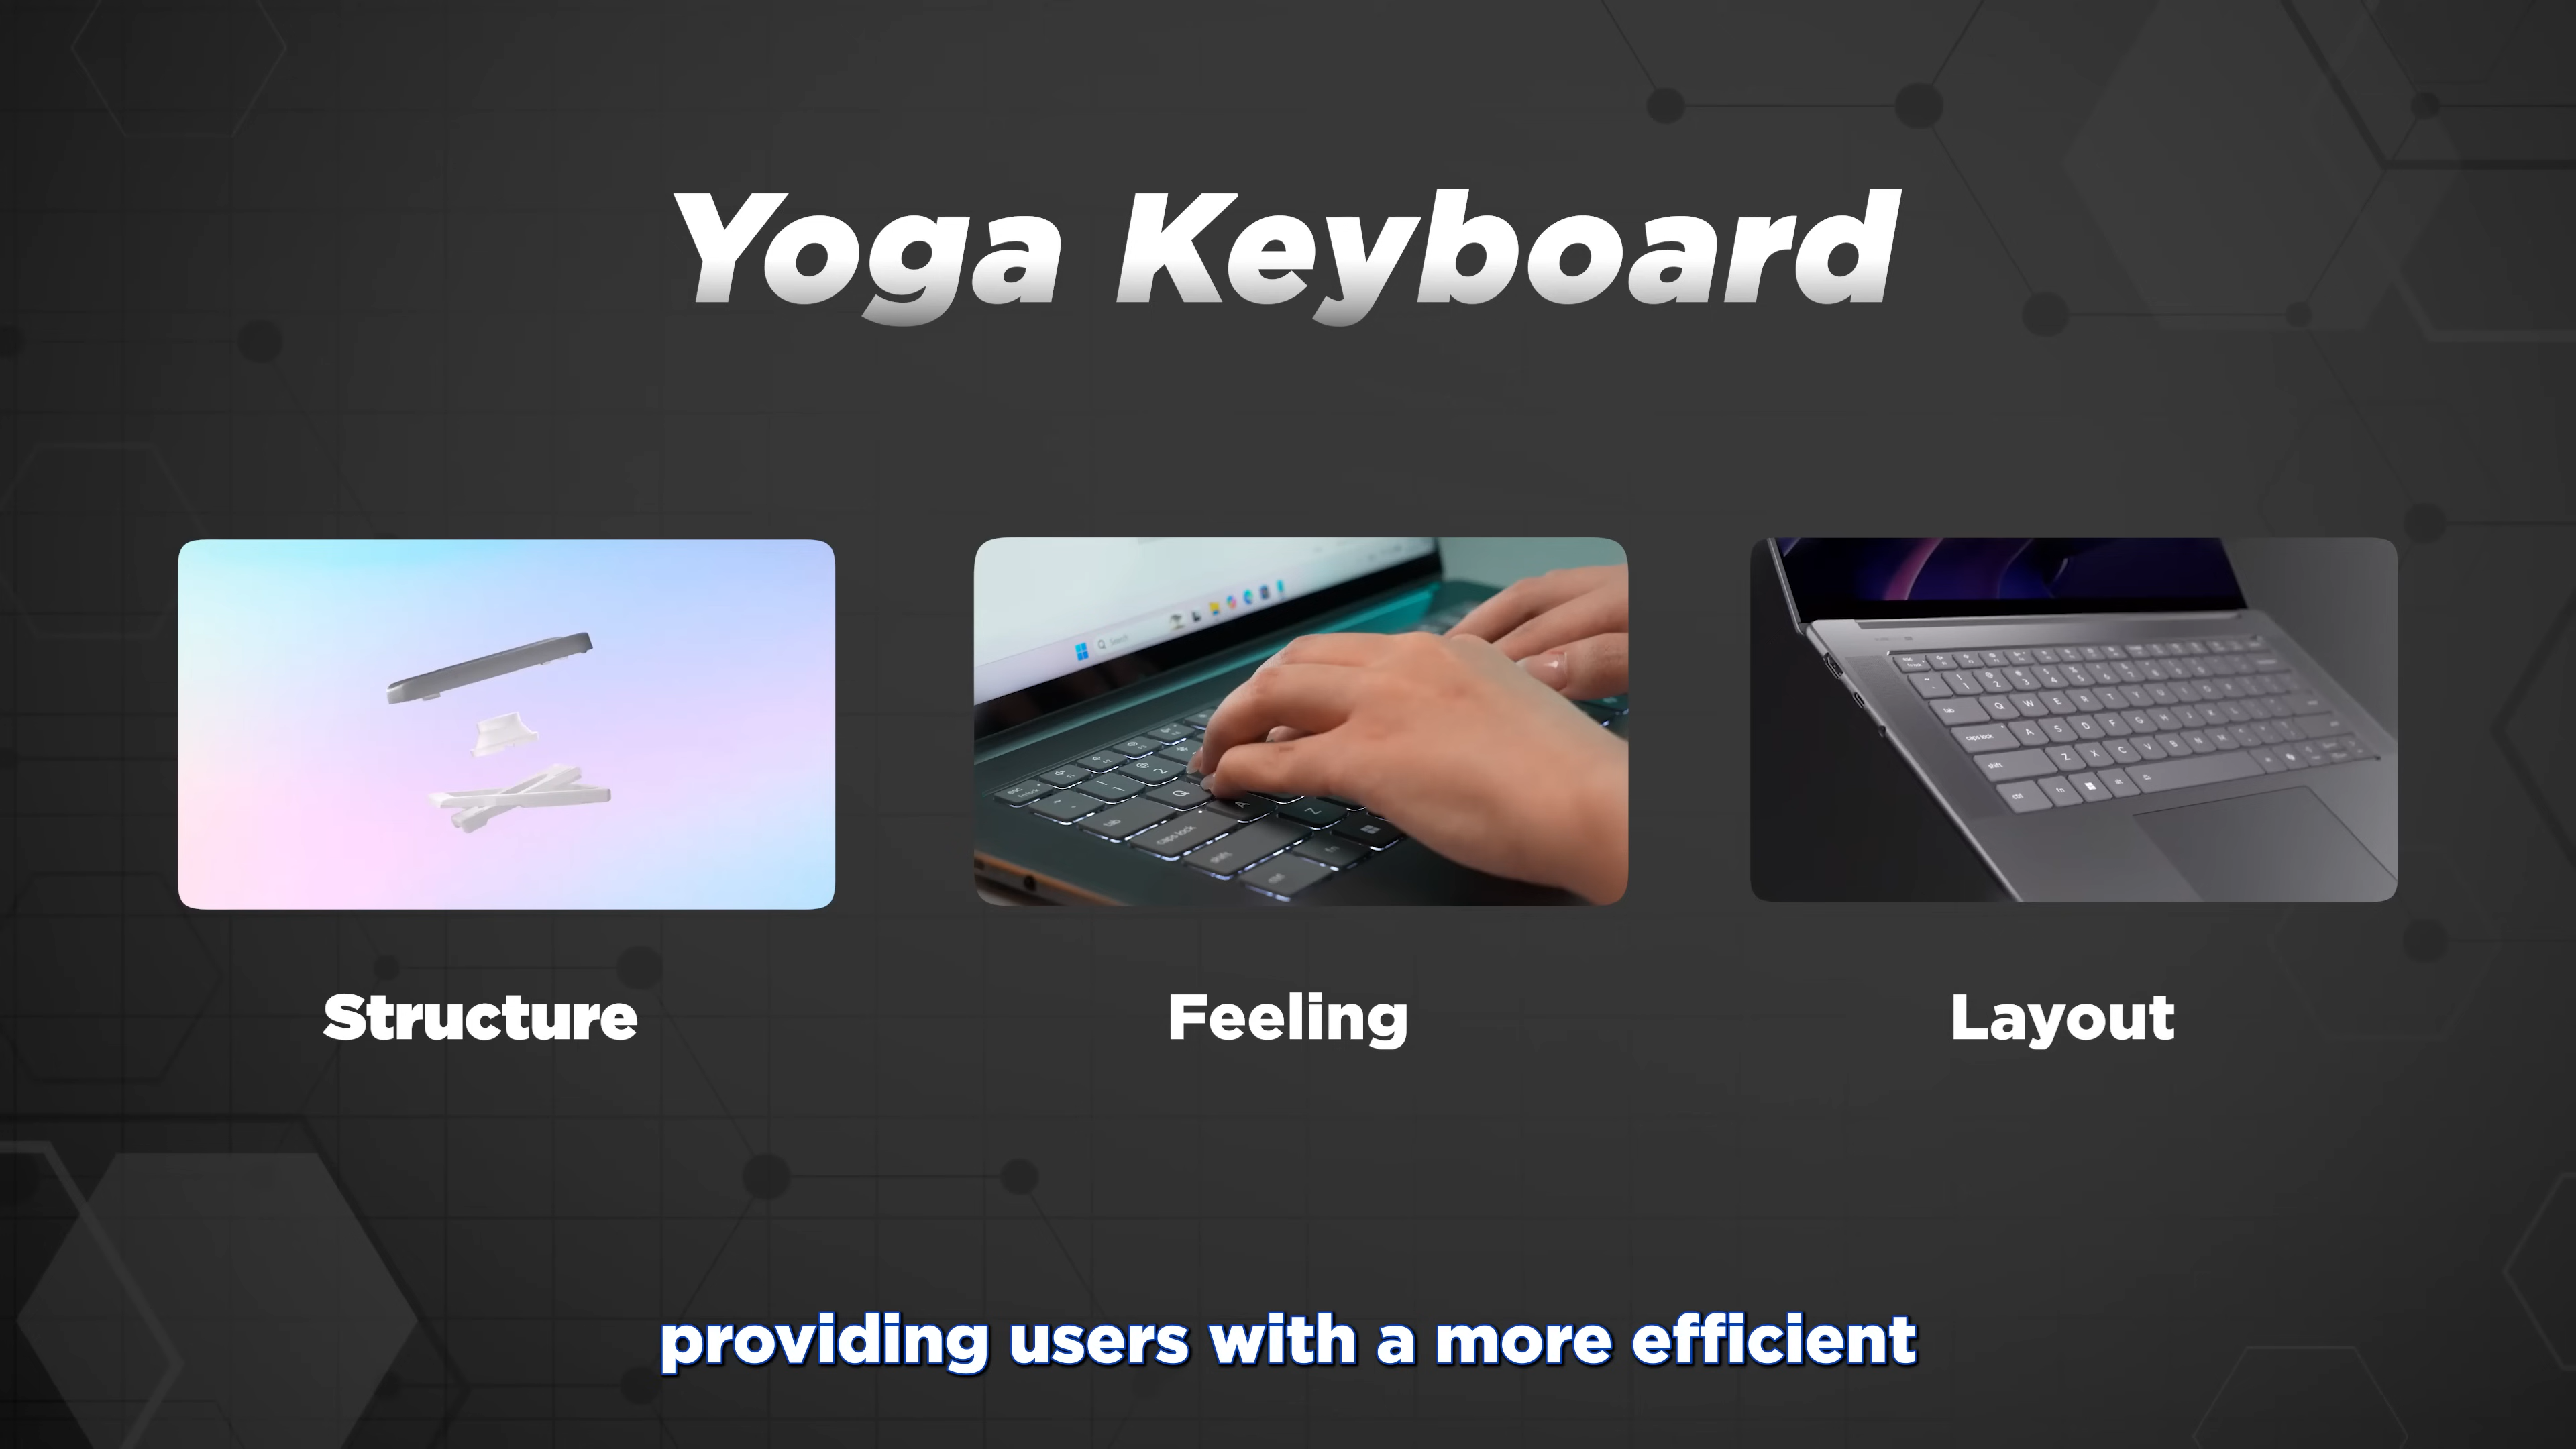 Yoga Keyboard
Structure
Feeling
Layout
providing users with a more efficient